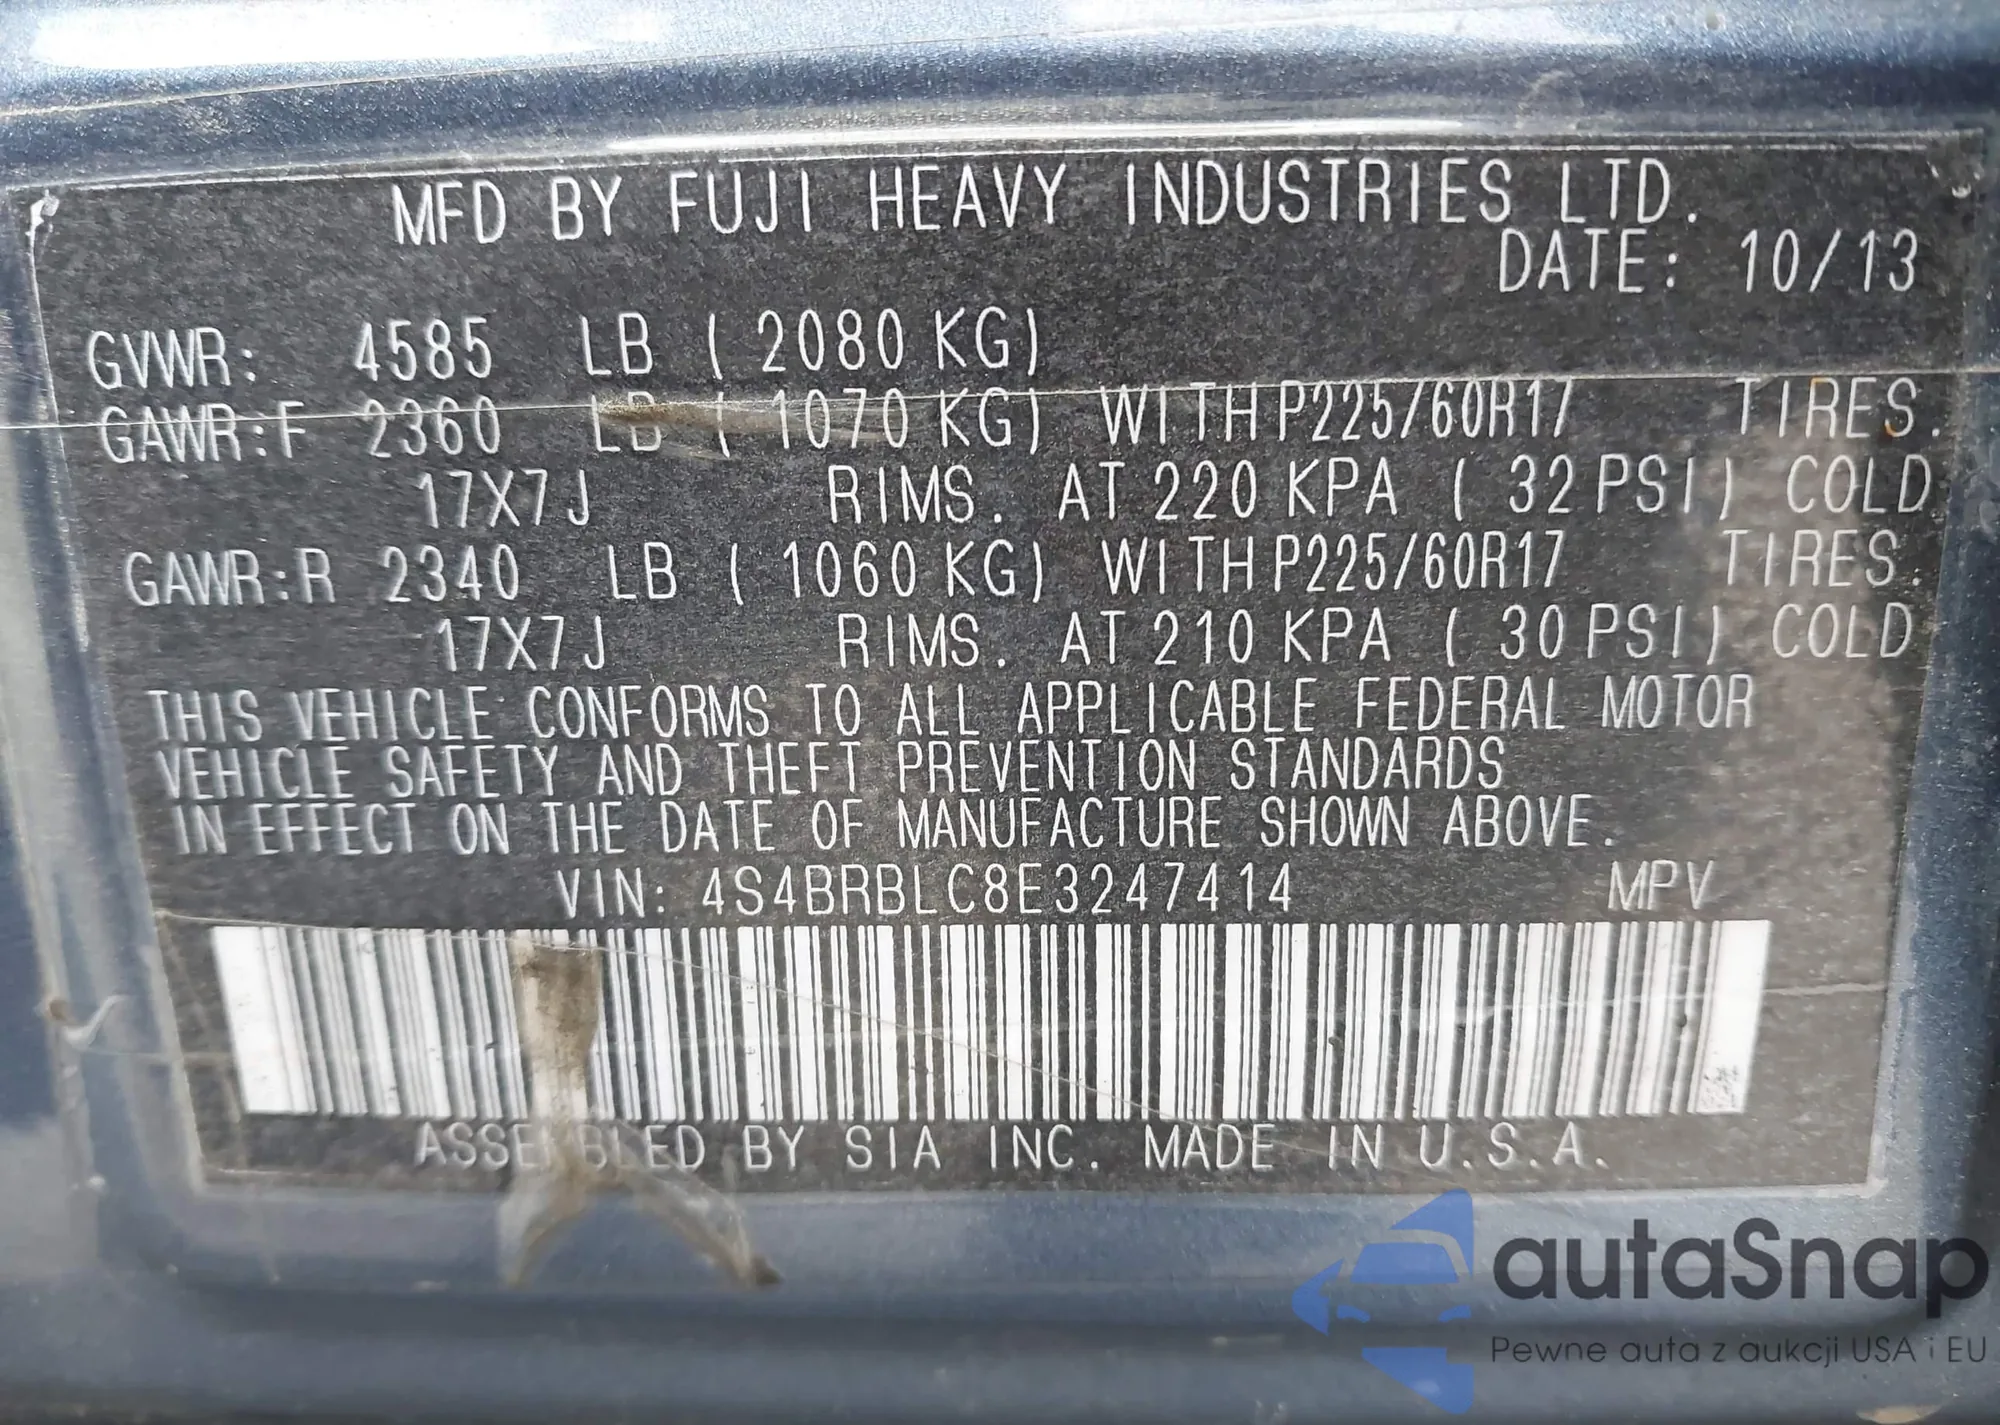 MFD BY FUJI HEAVY INDUSTRIES LTD.
DATE: 10/13
GVWR: 4585 LB ( 2080 KG)
GAWR:F 2360 LB ( 1070 KG) WITH P225/60R17 TIRES.
17X7J RIMS. AT 220 KPA ( 32 PSI) COLD
GAWR:R 2340 LB ( 1060 KG) WITH P225/60R17 TIRES.
17X7J RIMS. AT 210 KPA ( 30 PSI) COLD
THIS VEHICLE CONFORMS TO ALL APPLICABLE FEDERAL MOTOR
VEHICLE SAFETY AND THEFT PREVENTION STANDARDS
IN EFFECT ON THE DATE OF MANUFACTURE SHOWN ABOVE.
VIN: 4S4BRBLC8E3247414 MPV
ASSEMBLED BY SIA INC. MADE IN U.S.A.
autaSnap
Pewne auta z aukcji USA i EU